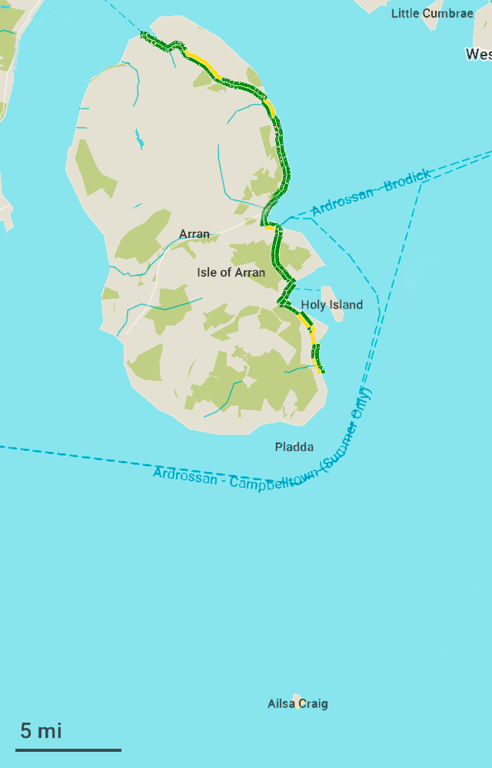 Little Cumbrae
Wes
Ardrossan - Brodick
Arran
Isle of Arran
Holy Island
Pladda
Ardrossan - Campbelltown (Summer Only)
Ailsa Craig
5 mi